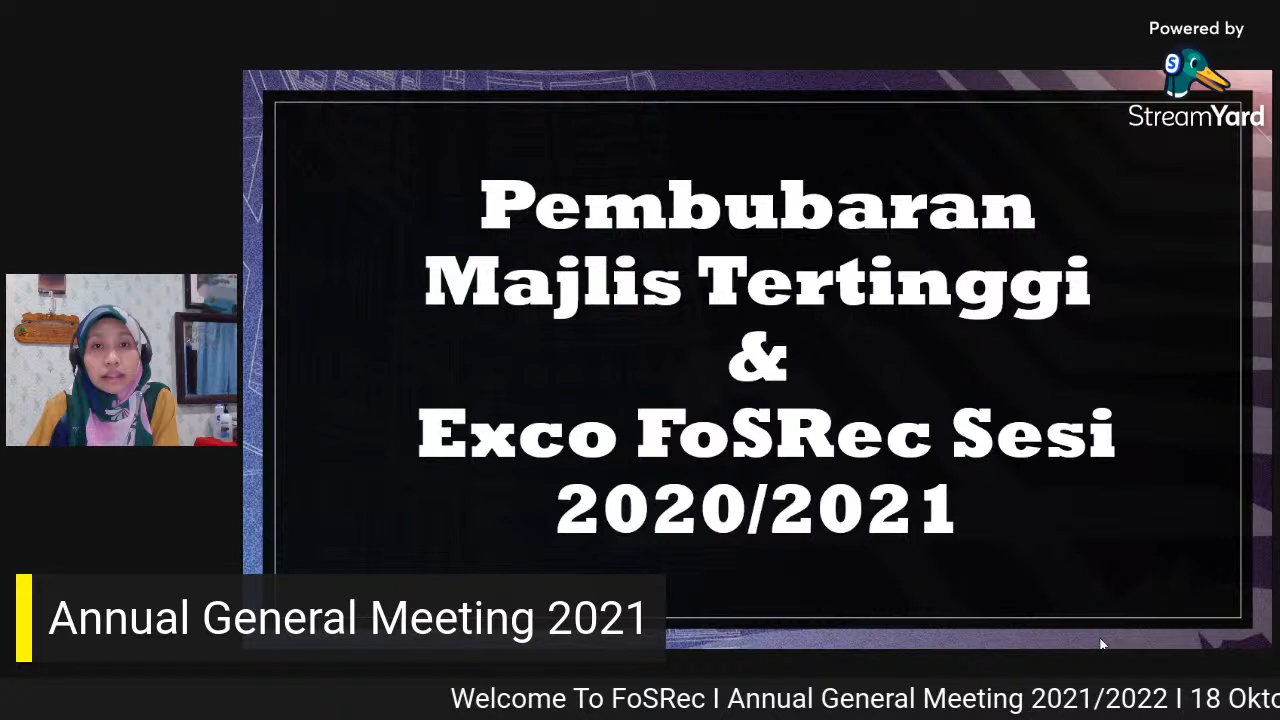 Powered by
StreamYard
Pembubaran
Majlis Tertinggi
&
Exco FoSRec Sesi
2020/2021
Annual General Meeting 2021
Welcome To FoSRec I Annual General Meeting 2021/2022 I 18 Okto